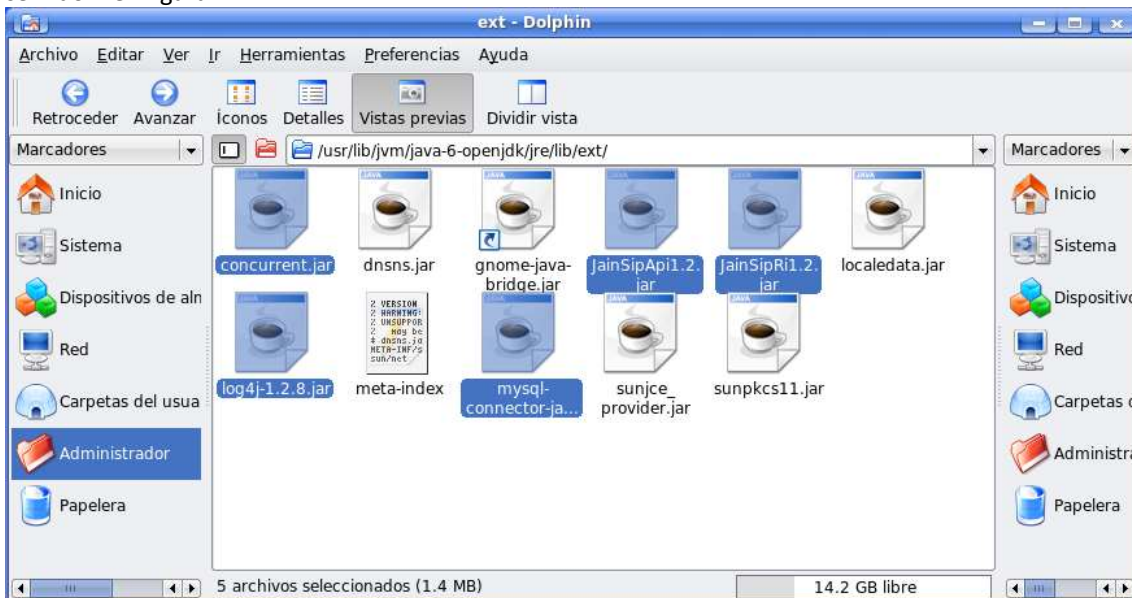 ext - Dolphin
Archivo Editar Ver Ir Herramientas Preferencias Ayuda
Retroceder Avanzar Íconos Detalles Vistas previas Dividir vista
Marcadores
/usr/lib/jvm/java-6-openjdk/jre/lib/ext/
Marcadores
Inicio
Sistema
Dispositivos de aln
Red
Carpetas del usua
Administrador
Papelera
concurrent.jar
dnsns.jar
gnome-java-
bridge.jar
JainSipApi1.2.
jar
JainSipRi1.2.
jar
localedata.jar
log4j-1.2.8.jar
meta-index
mysql-
connector-ja...
sunjce_
provider.jar
sunpkcs11.jar
Inicio
Sistema
Dispositivo
Red
Carpetas
Administra
Papelera
5 archivos seleccionados (1.4 MB)
14.2 GB libre